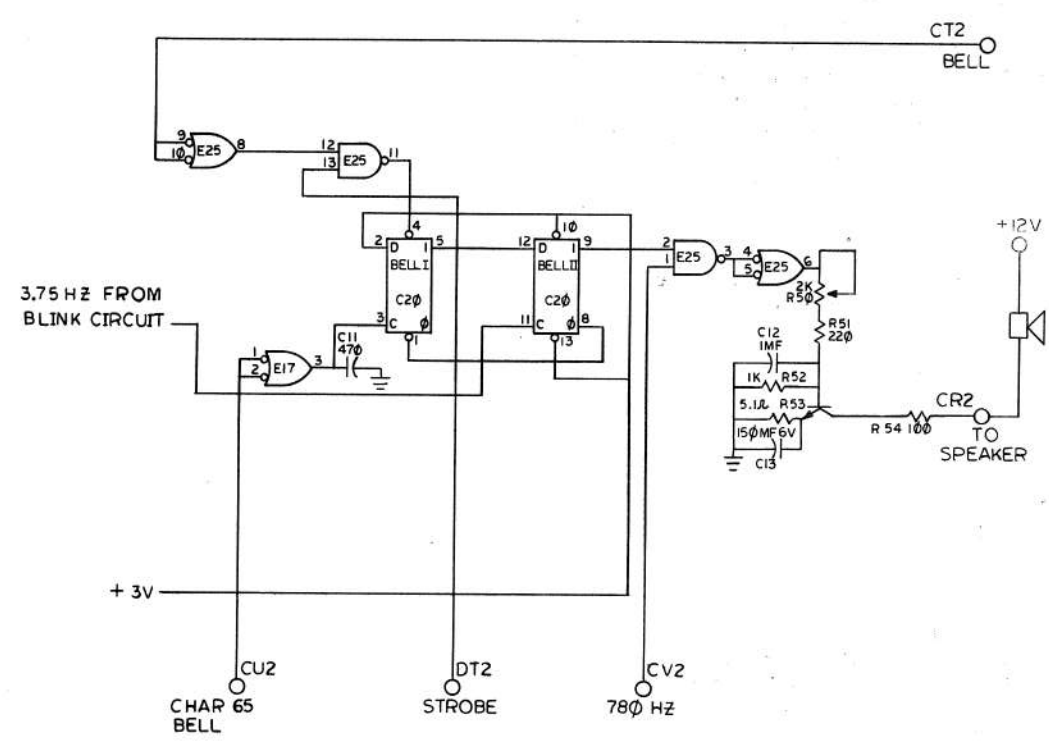 CT2
BELL
9
10
E25
8
12
13
E25
11
4
10
+12V
2
D
1
5
BELL I
C2Ø
3
C
Ø
1
12
D
1
9
BELL II
C2Ø
11
C
Ø
8
13
2
1
E25
3
4
5
E25
6
2K
R5Ø
R51
22Ø
3.75 HZ FROM
BLINK CIRCUIT
C11
47Ø
1
2
E17
3
C12
1MF
1K R52
5.1Ω R53
15ØMF6V
C13
R 54 1ØØ
CR2
TO
SPEAKER
+ 3V
CU2
CHAR 65
BELL
DT2
STROBE
CV2
78Ø HZ